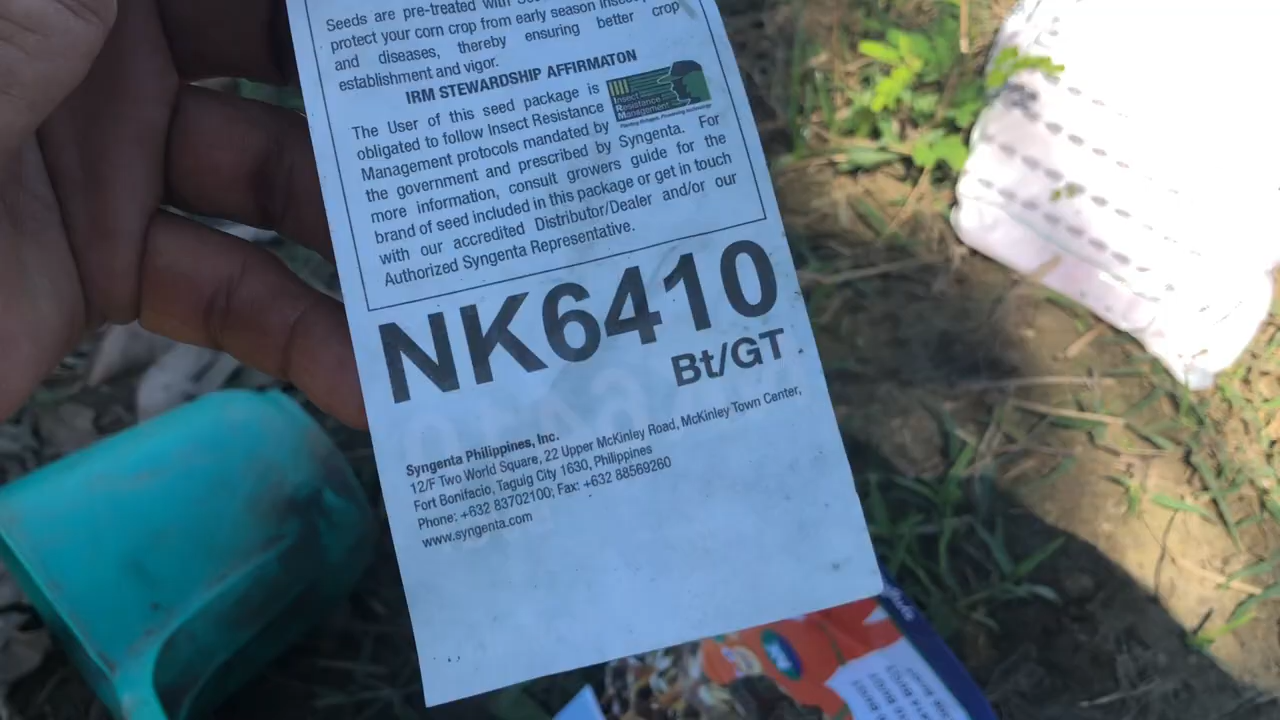 Seeds are pre-treated with
protect your corn crop from early season
and diseases, thereby ensuring better crop
establishment and vigor.
IRM STEWARDSHIP AFFIRMATON
The User of this seed package is
obligated to follow Insect Resistance
Management protocols mandated by
the government and prescribed by Syngenta. For
more information, consult growers guide for the
brand of seed included in this package or get in touch
with our accredited Distributor/Dealer and/or our
Authorized Syngenta Representative.
Insect
Resistance
Management
NK6410
Bt/GT
Syngenta Philippines, Inc.
12/F Two World Square, 22 Upper McKinley Road, McKinley Town Center,
Fort Bonifacio, Taguig City 1630, Philippines
Phone: +632 83702100; Fax: +632 88569260
www.syngenta.com